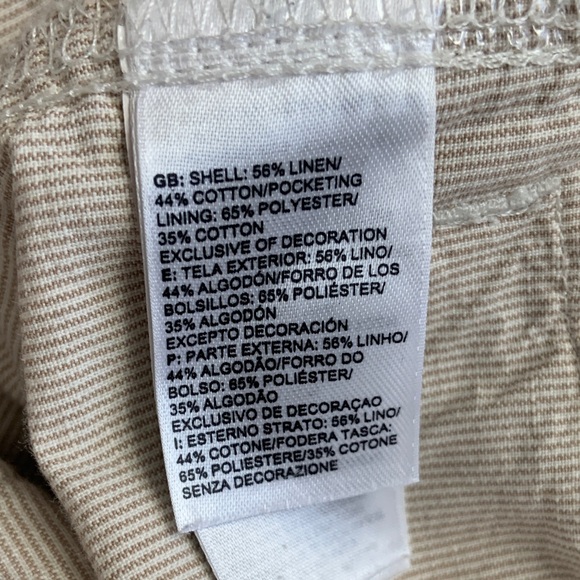 GB: SHELL: 56% LINEN/
44% COTTON/POCKETING
LINING: 65% POLYESTER/
35% COTTON
EXCLUSIVE OF DECORATION
E: TELA EXTERIOR: 56% LINO/
44% ALGODÓN/FORRO DE LOS
BOLSILLOS: 65% POLIÉSTER/
35% ALGODÓN
EXCEPTO DECORACIÓN
P: PARTE EXTERNA: 56% LINHO/
44% ALGODÃO/FORRO DO
BOLSO: 65% POLIÉSTER/
35% ALGODÃO
EXCLUSIVO DE DECORAÇAO
I: ESTERNO STRATO: 56% LINO/
44% COTONE/FODERA TASCA:
65% POLIESTERE/35% COTONE
SENZA DECORAZIONE